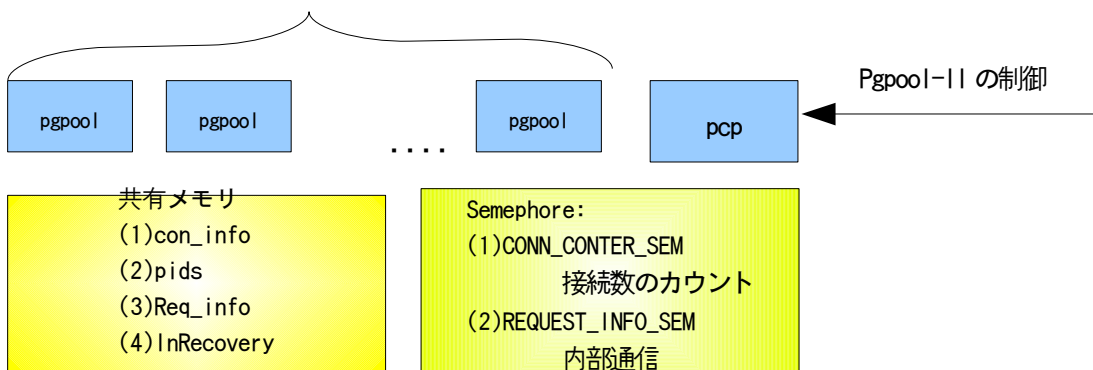 Pgpool-II の制御
pgpool
pgpool
....
pgpool
pcp
共有メモリ
(1)con_info
(2)pids
(3)Req_info
(4)InRecovery
Semephore:
(1)CONN_CONTER_SEM
接続数のカウント
(2)REQUEST_INFO_SEM
内部通信